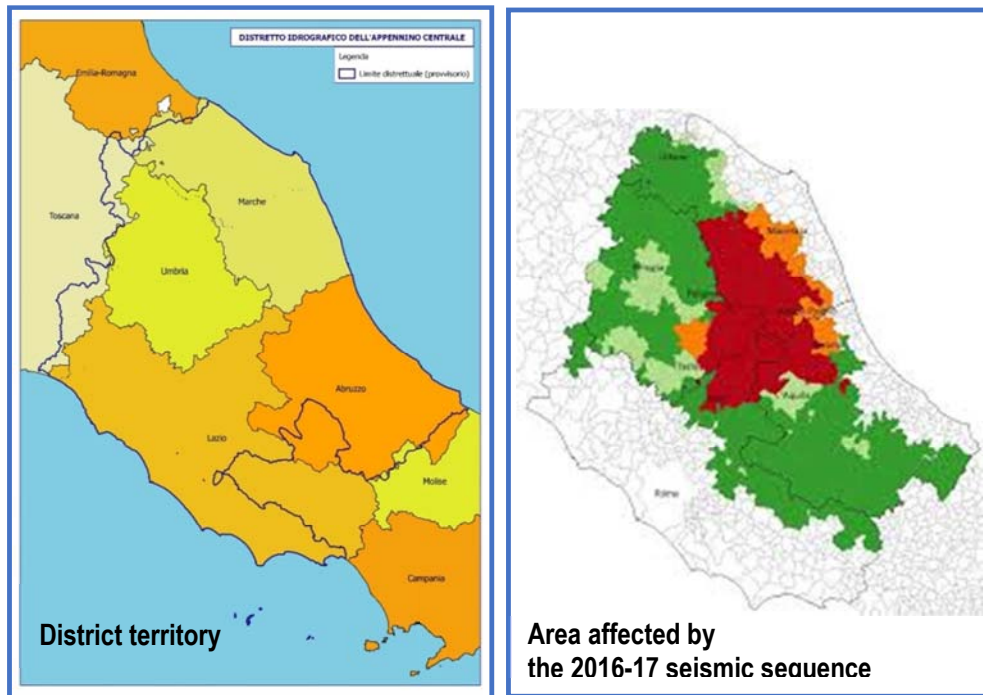 DISTRETTO IDROGRAFICO DELL'APPENNINO CENTRALE
Legenda
Limite distrettuale (provvisorio)
Emilia-Romagna
Toscana
Marche
Umbria
Abruzzo
Lazio
Molise
Campania
District territory
Urbino
Macerata
Perugia
Terni
Aquila
Roma
Area affected by
the 2016-17 seismic sequence